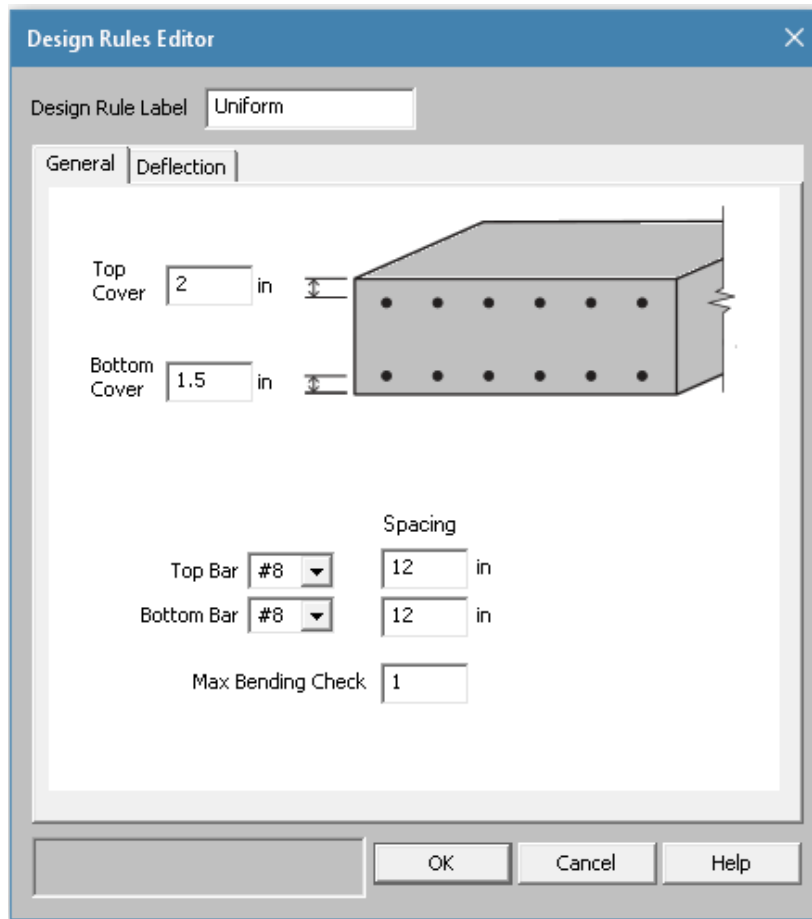 Design Rules Editor
Design Rule Label Uniform
General Deflection
Top
Cover 2 in
Bottom
Cover 1.5 in
Spacing
Top Bar #8 12 in
Bottom Bar #8 12 in
Max Bending Check 1
OK Cancel Help